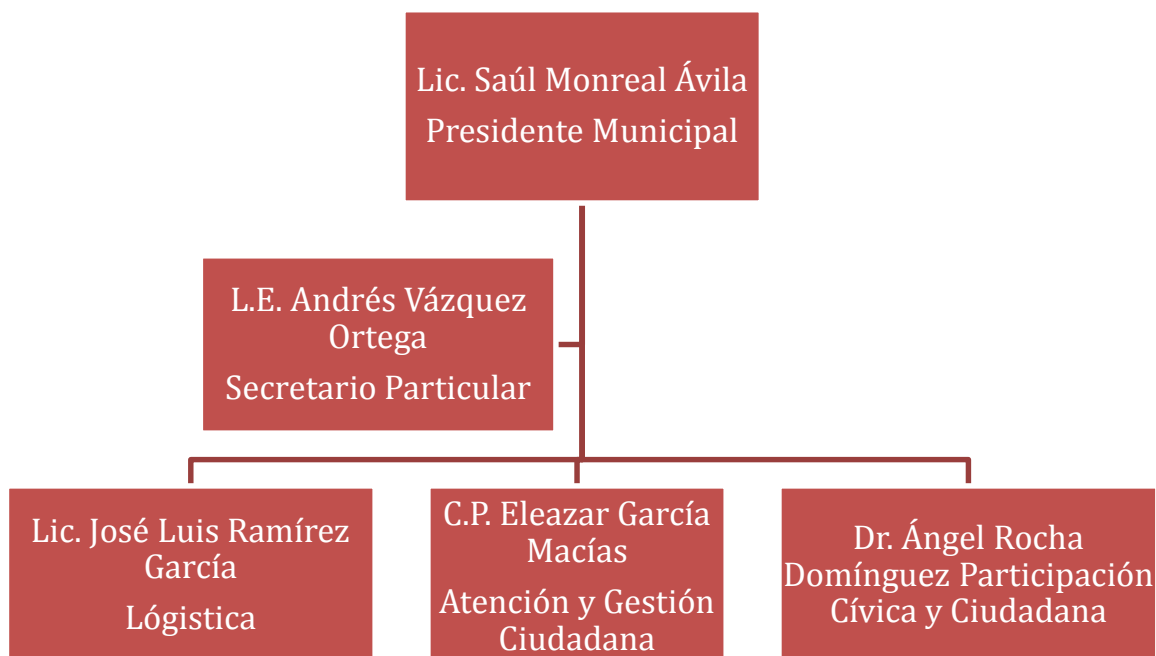 Lic. Saúl Monreal Ávila
Presidente Municipal
L.E. Andrés Vázquez
Ortega
Secretario Particular
Lic. José Luis Ramírez
García
Lógistica
C.P. Eleazar García
Macías
Atención y Gestión
Ciudadana
Dr. Ángel Rocha
Domínguez Participación
Cívica y Ciudadana